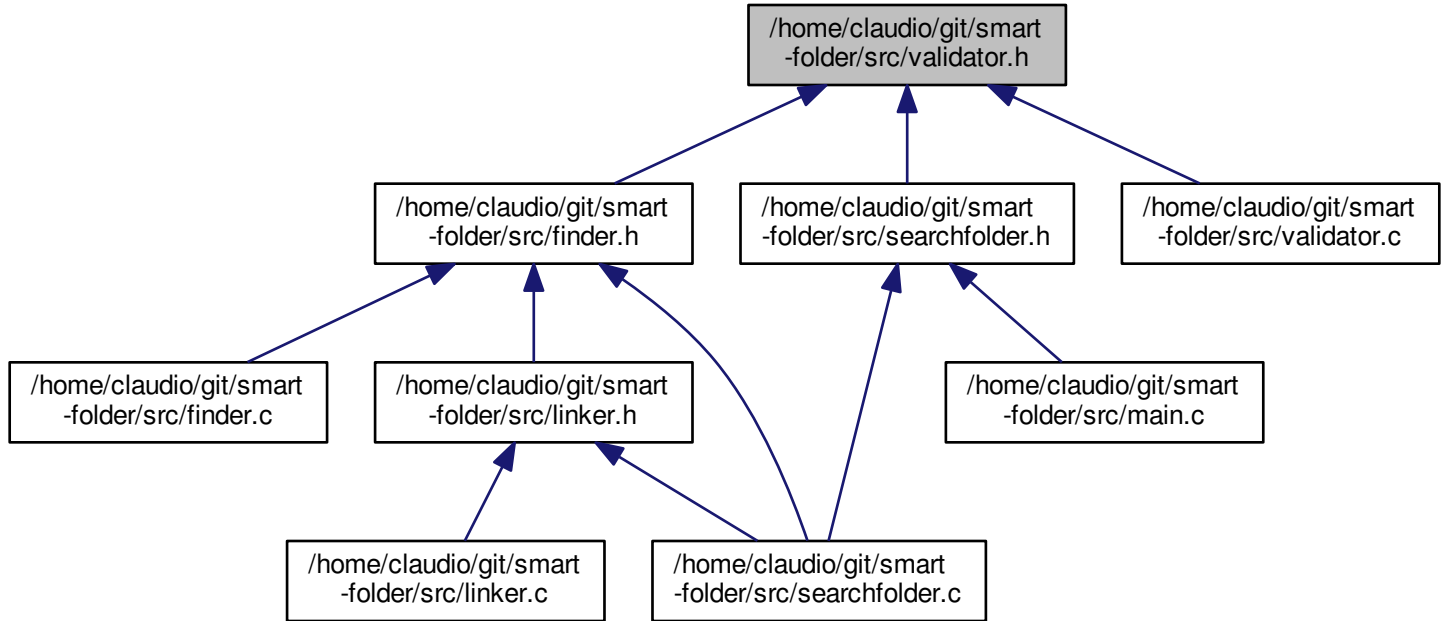 /home/claudio/git/smart
-folder/src/validator.h
/home/claudio/git/smart
-folder/src/finder.h
/home/claudio/git/smart
-folder/src/searchfolder.h
/home/claudio/git/smart
-folder/src/validator.c
/home/claudio/git/smart
-folder/src/finder.c
/home/claudio/git/smart
-folder/src/linker.h
/home/claudio/git/smart
-folder/src/main.c
/home/claudio/git/smart
-folder/src/linker.c
/home/claudio/git/smart
-folder/src/searchfolder.c